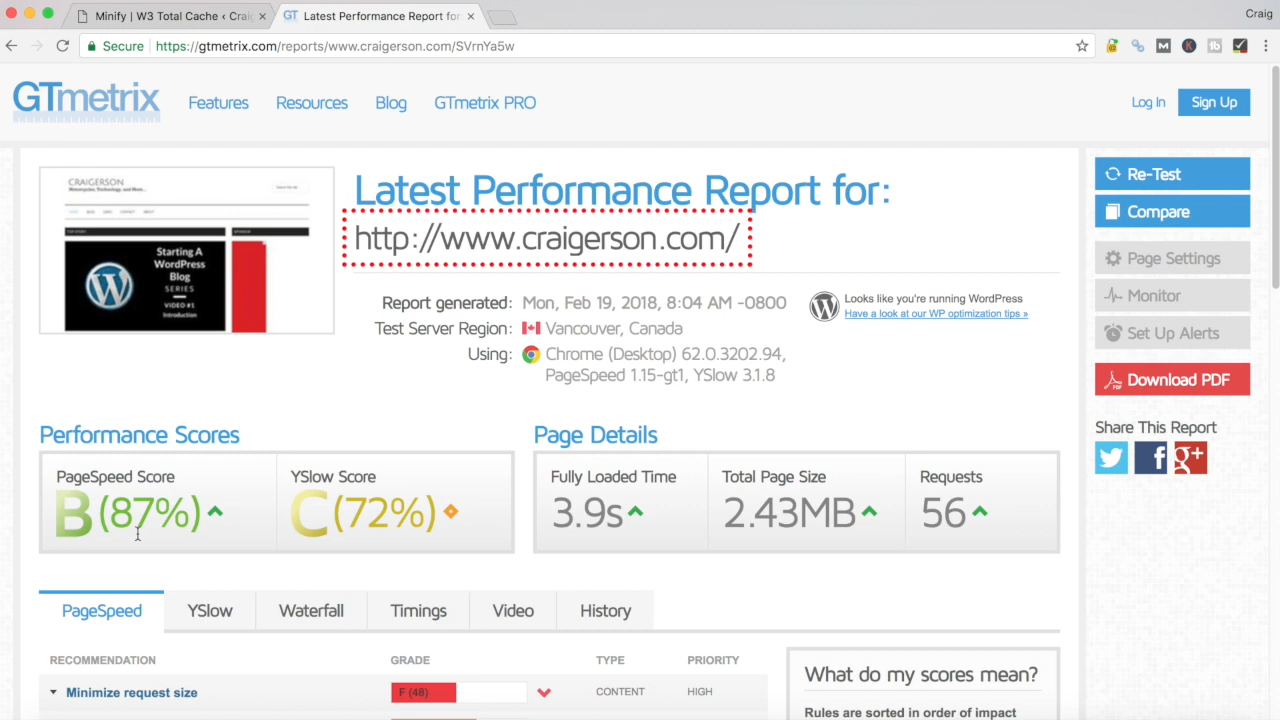 Minify | W3 Total Cache ‹ Craig
GT Latest Performance Report for
Craig
Secure https://gtmetrix.com/reports/www.craigerson.com/SVrnYa5w
GTmetrix Features Resources Blog GTmetrix PRO Log In Sign Up
CRAIGERSON
TOP STORY
Starting A
WordPress
Blog
SERIES
VIDEO #1
Introduction
Latest Performance Report for:
http://www.craigerson.com/
Report generated: Mon, Feb 19, 2018, 8:04 AM -0800
Test Server Region: Vancouver, Canada
Using: Chrome (Desktop) 62.0.3202.94,
PageSpeed 1.15-gt1, YSlow 3.1.8
Looks like you're running WordPress
Have a look at our WP optimization tips »
Re-Test
Compare
Page Settings
Monitor
Set Up Alerts
Download PDF
Share This Report
Performance Scores
PageSpeed Score
B (87%)
YSlow Score
C (72%)
Page Details
Fully Loaded Time
3.9s
Total Page Size
2.43MB
Requests
56
PageSpeed YSlow Waterfall Timings Video History
RECOMMENDATION GRADE TYPE PRIORITY
Minimize request size F (48) CONTENT HIGH
What do my scores mean?
Rules are sorted in order of impact